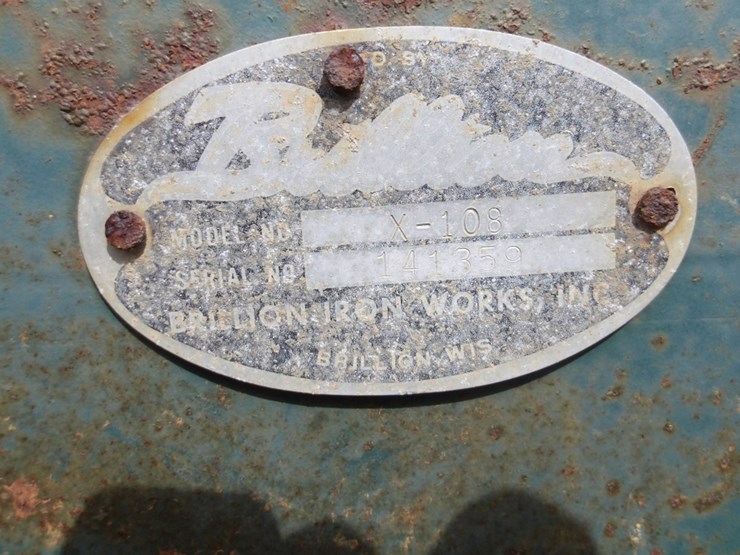 Brillion
MODEL NO. X-108
SERIAL NO. 141359
BRILLION IRON WORKS, INC.
BRILLION, WIS.